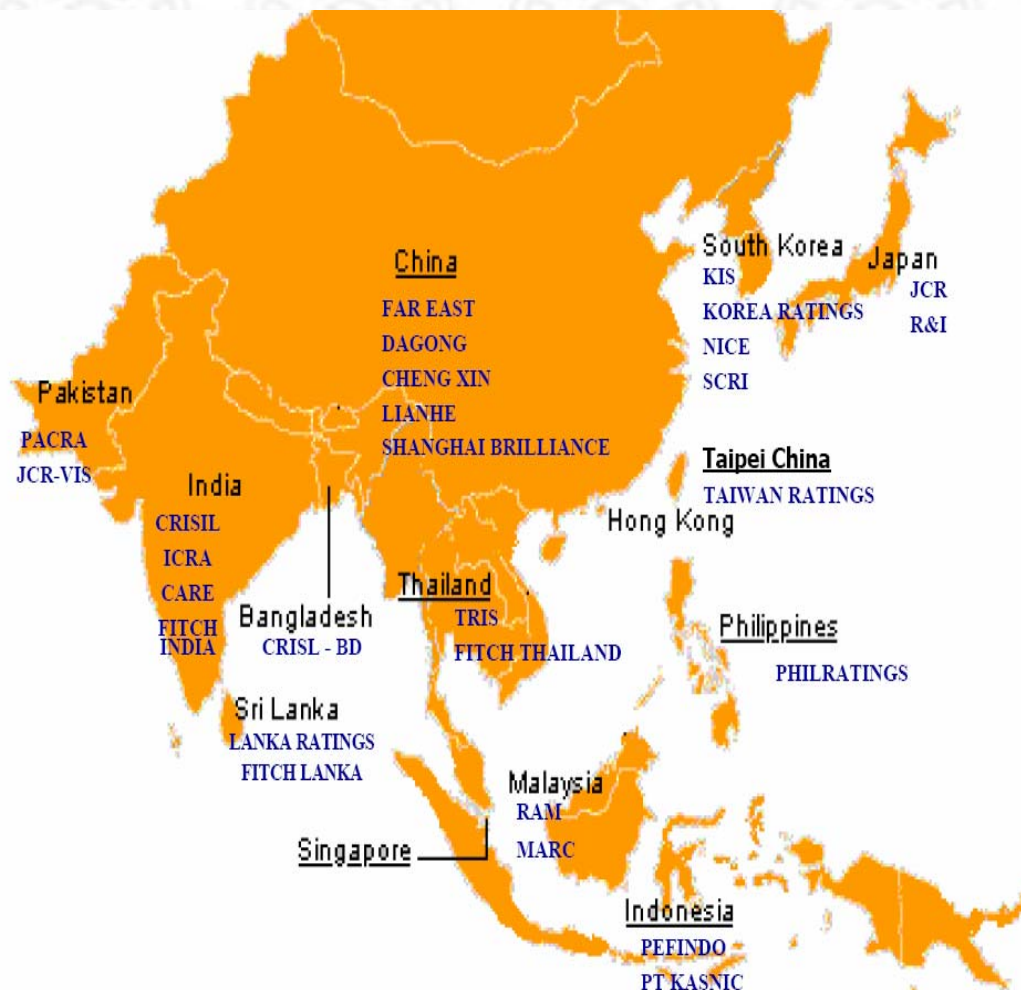 China
FAR EAST
DAGONG
CHENG XIN
LIANHE
SHANGHAI BRILLIANCE
South Korea
KIS
KOREA RATINGS
NICE
SCRI
Japan
JCR
R&I
Pakistan
PACRA
JCR-VIS
India
CRISIL
ICRA
CARE
FITCH
INDIA
Bangladesh
CRISL - BD
Sri Lanka
LANKA RATINGS
FITCH LANKA
Thailand
TRIS
FITCH THAILAND
Taipei China
TAIWAN RATINGS
Hong Kong
Philippines
PHILRATINGS
Malaysia
RAM
MARC
Singapore
Indonesia
PEFINDO
PT KASNIC